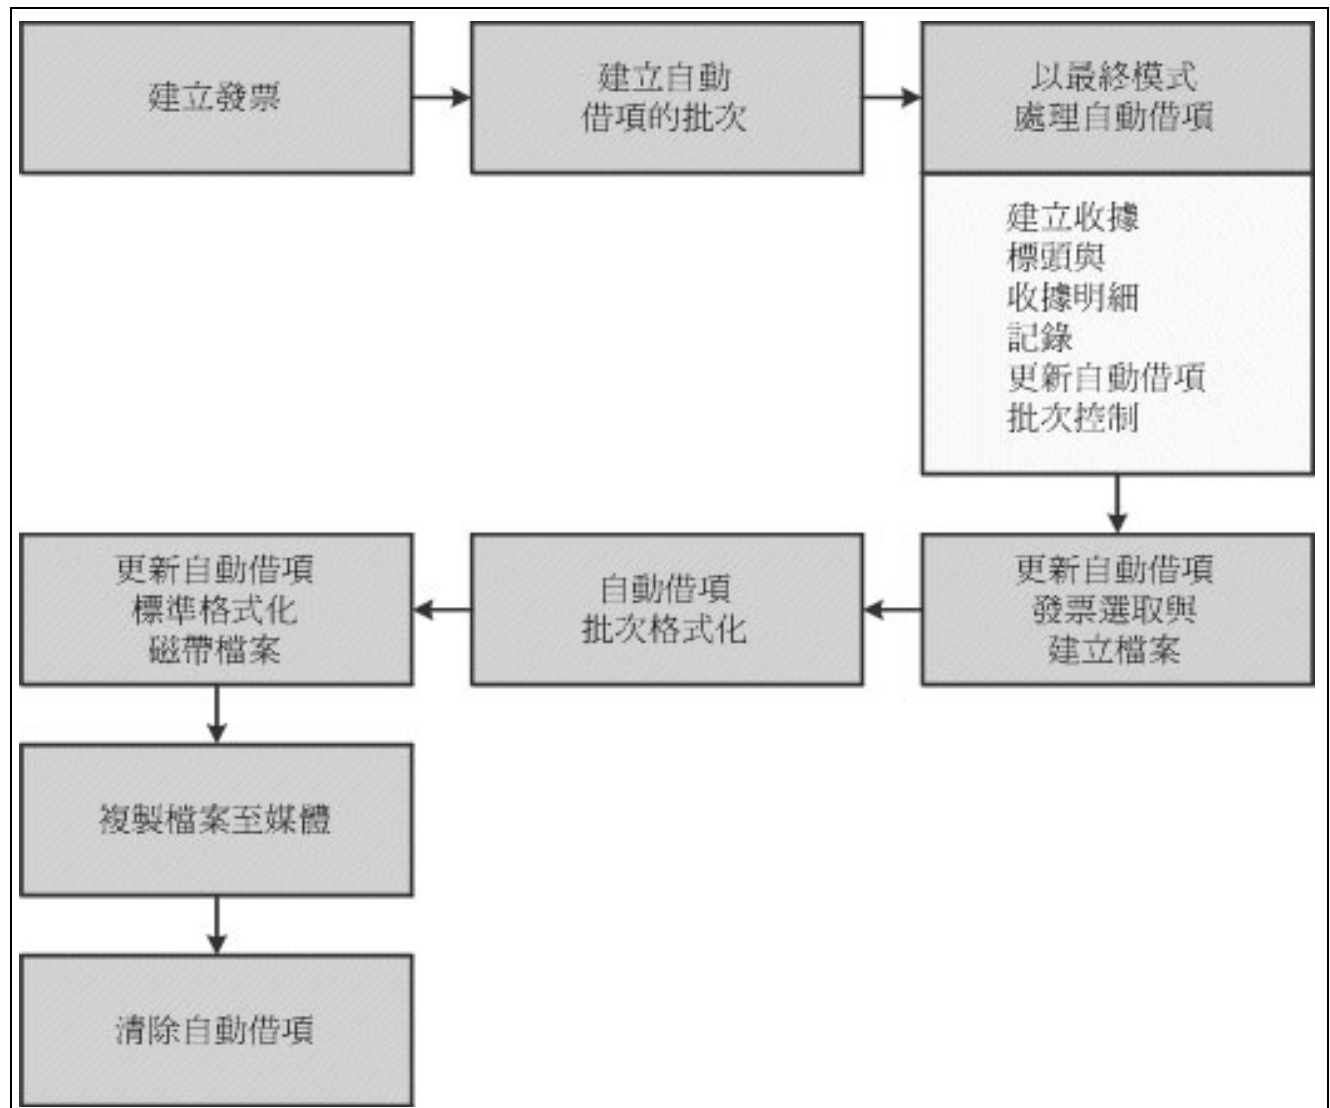 建立發票
建立自動
借項的批次
以最終模式
處理自動借項
建立收據
標頭與
收據明細
記錄
更新自動借項
批次控制
更新自動借項
發票選取與
建立檔案
自動借項
批次格式化
更新自動借項
標準格式化
磁帶檔案
複製檔案至媒體
清除自動借項